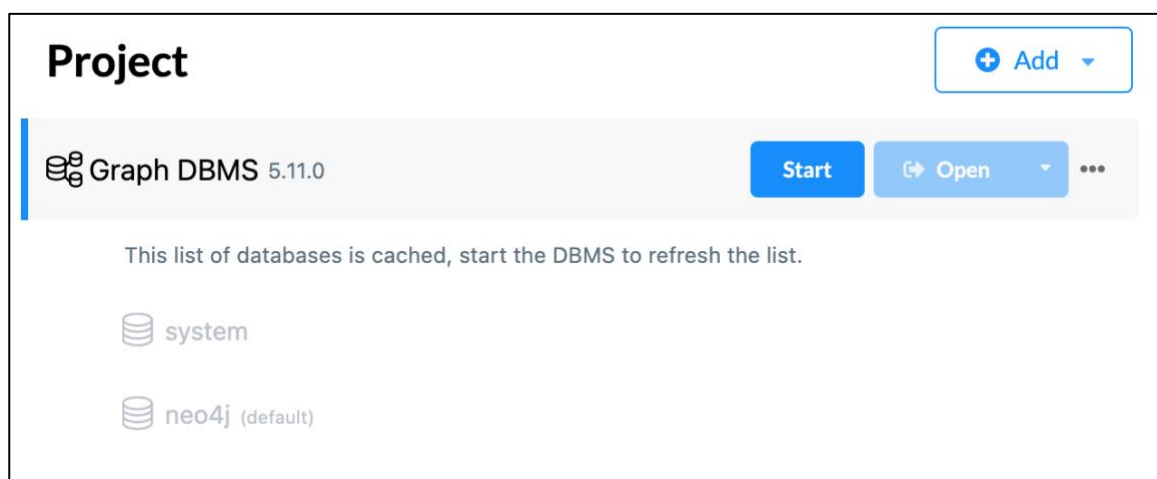 Project
Add
Graph DBMS 5.11.0
Start
Open
This list of databases is cached, start the DBMS to refresh the list.
system
neo4j (default)